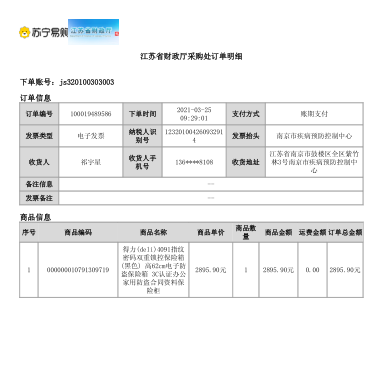 苏宁易购 江苏省财政厅
江苏省财政厅采购处订单明细
下单账号：js320100303003
订单信息
订单编号 100019489586 下单时间 2021-03-25 09:29:01 支付方式 账期支付
发票类型 电子发票 纳税人识别号 123201004260932914 发票抬头 南京市疾病预防控制中心
收货人 祁宇星 收货人手机号 136****8108 收货地址 江苏省南京市鼓楼区全区紫竹林3号南京市疾病预防控制中心
备注信息 ---
发票备注 ---
商品信息
序号 商品编码 商品名称 商品单价 商品数量 商品金额 运费金额 订单总金额
1 000000010791309719 得力(deli)4091指纹密码双重锁控保险箱(黑色) 高62cm电子防盗保险箱 3C认证办公家用防盗合同资料保险柜 2895.90元 1 2895.90元 0.00 2895.90元